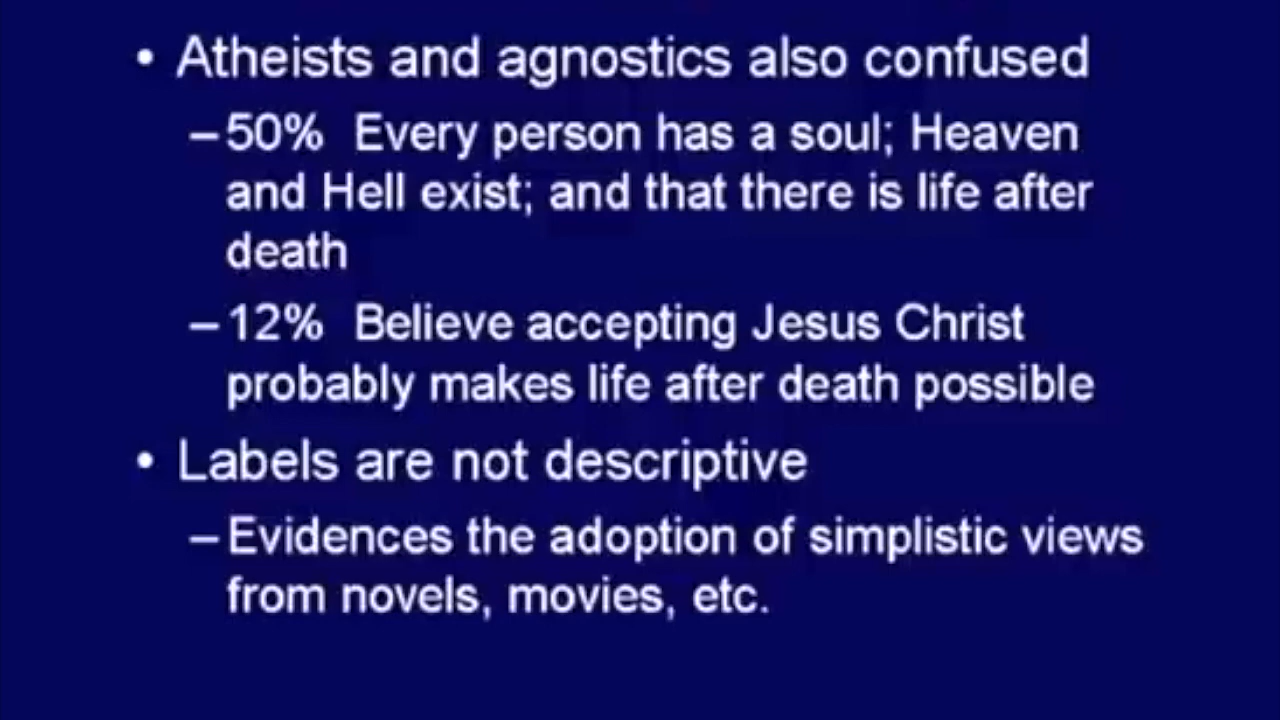 • Atheists and agnostics also confused
– 50% Every person has a soul; Heaven
and Hell exist; and that there is life after
death
– 12% Believe accepting Jesus Christ
probably makes life after death possible
• Labels are not descriptive
– Evidences the adoption of simplistic views
from novels, movies, etc.